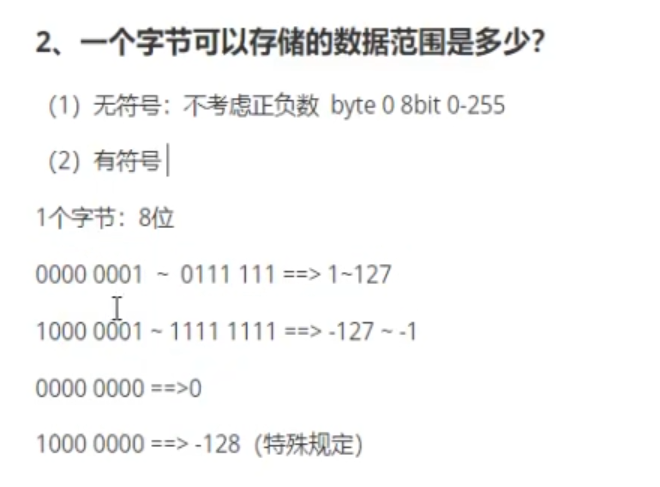 2、一个字节可以存储的数据范围是多少？
（1）无符号：不考虑正负数 byte 0 8bit 0-255
（2）有符号
1个字节：8位
0000 0001 ~ 0111 111 ==> 1~127
1000 0001 ~ 1111 1111 ==> -127 ~ -1
0000 0000 ==>0
1000 0000 ==> -128（特殊规定）